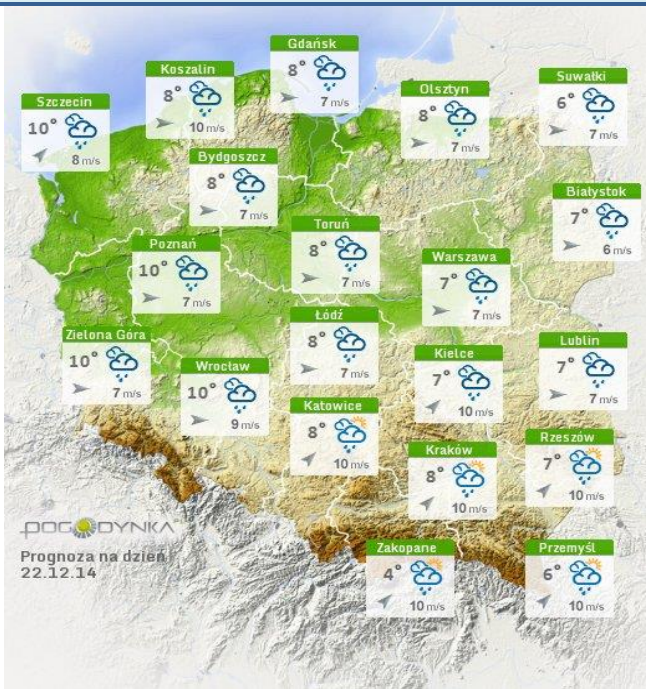 Gdańsk
8°
7 m/s
Koszalin
8°
10 m/s
Olsztyn
8°
7 m/s
Suwałki
6°
7 m/s
Szczecin
10°
8 m/s
Bydgoszcz
8°
7 m/s
Białystok
7°
6 m/s
Toruń
8°
7 m/s
Poznań
10°
7 m/s
Warszawa
7°
7 m/s
Łódź
8°
7 m/s
Zielona Góra
10°
7 m/s
Wrocław
10°
9 m/s
Kielce
7°
10 m/s
Lublin
7°
7 m/s
Katowice
8°
10 m/s
Kraków
8°
10 m/s
Rzeszów
7°
10 m/s
POGODYNKA
Prognoza na dzień
22.12.14
Zakopane
4°
10 m/s
Przemyśl
6°
10 m/s